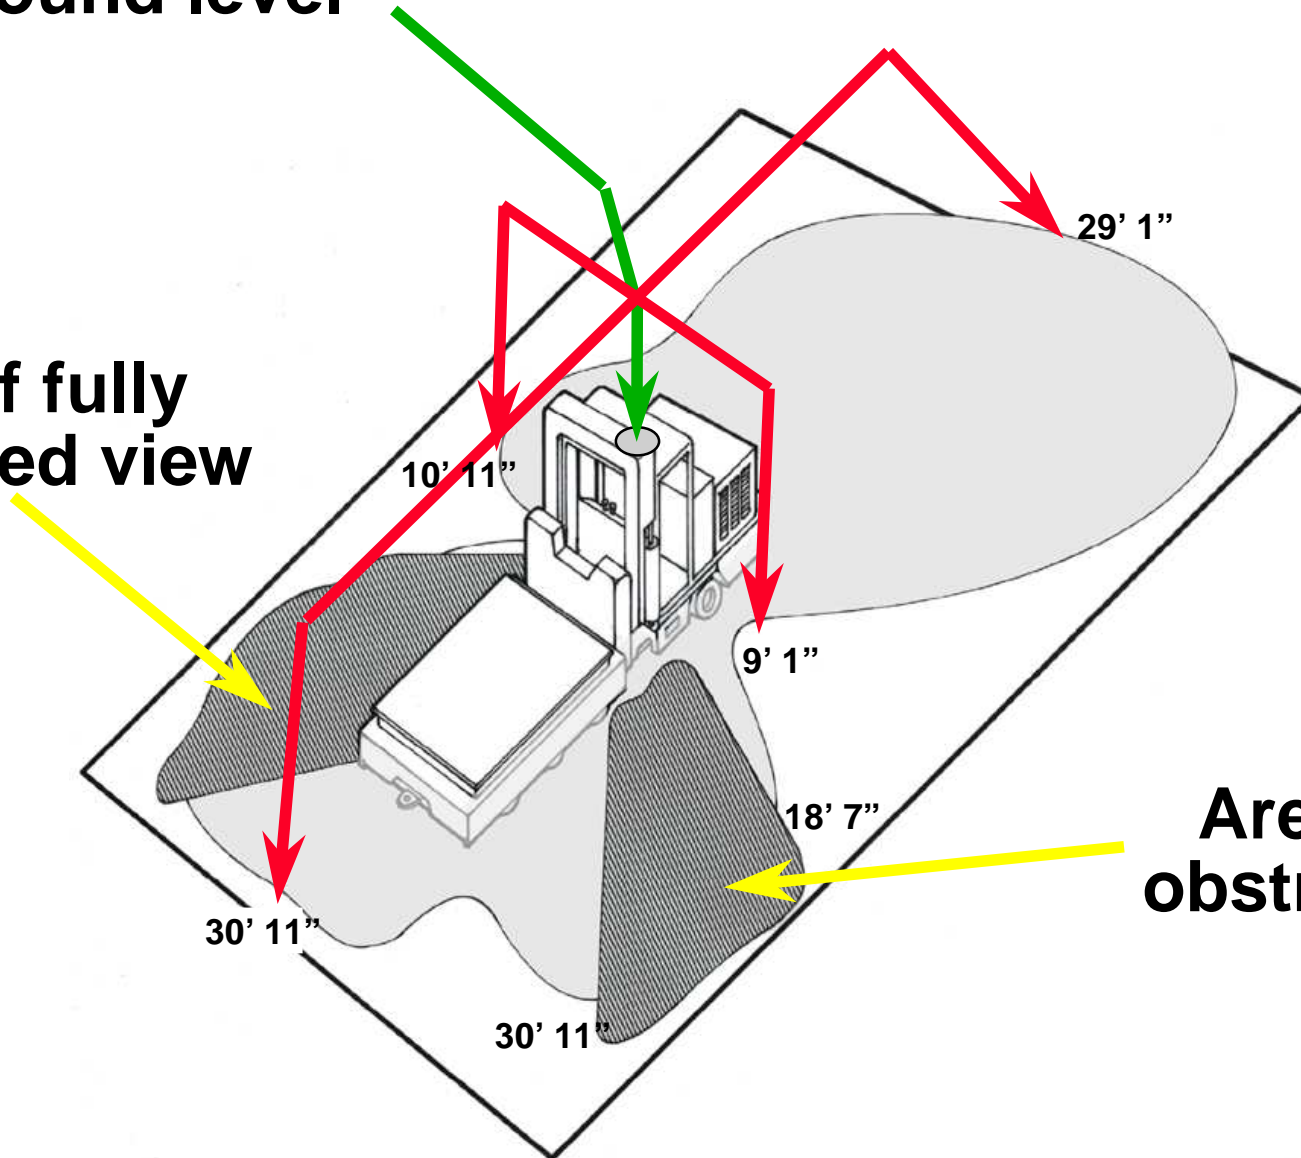 ound level
29’ 1”
f fully
ed view
10’ 11”
9’ 1”
18’ 7”
Are
obstr
30’ 11”
30’ 11”